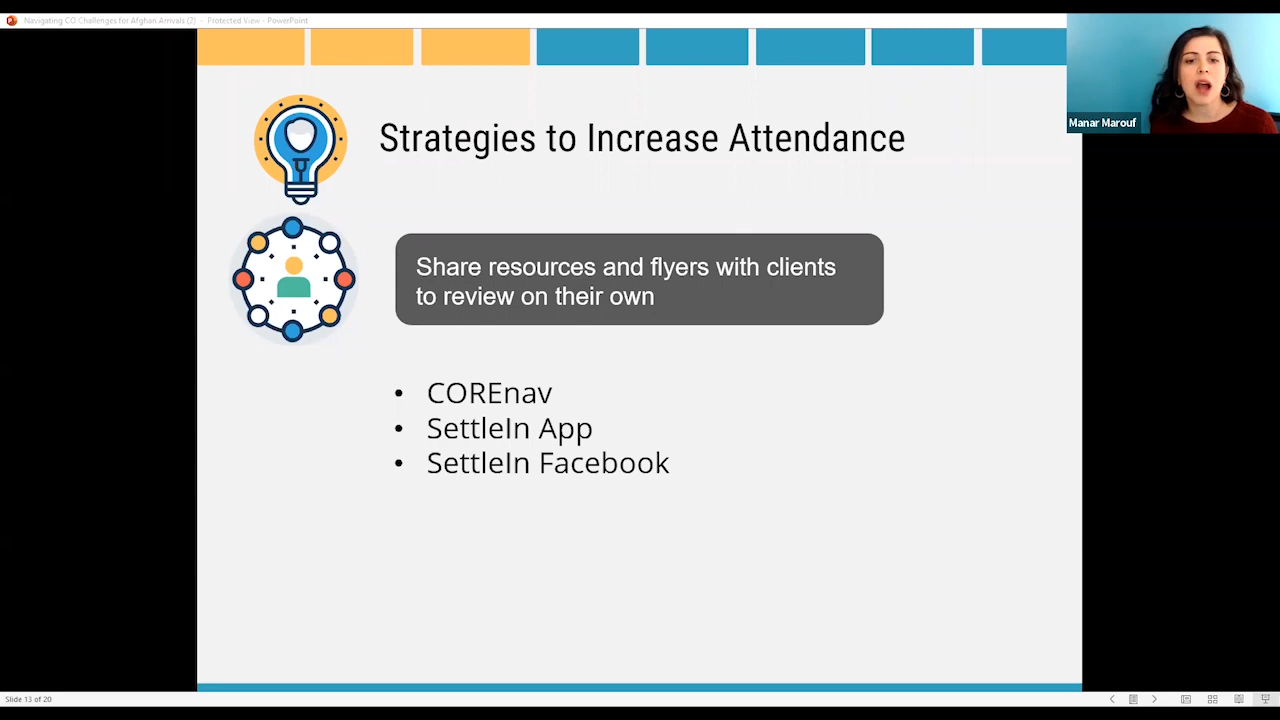 Navigating CO Challenges for Afghan Arrivals (2) - Protected View - PowerPoint
Manar Marouf
Strategies to Increase Attendance
Share resources and flyers with clients
to review on their own
• COREnav
• SettleIn App
• SettleIn Facebook
Slide 13 of 20